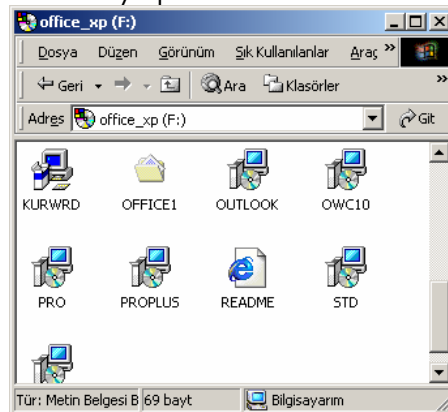 office_xp (F:)
Dosya Düzen Görünüm Sık Kullanılanlar Araç »
Geri Ara Klasörler »
Adres office_xp (F:) Git
KURWRD OFFICE1 OUTLOOK OWC10
PRO PROPLUS README STD
Tür: Metin Belgesi B 69 bayt Bilgisayarım